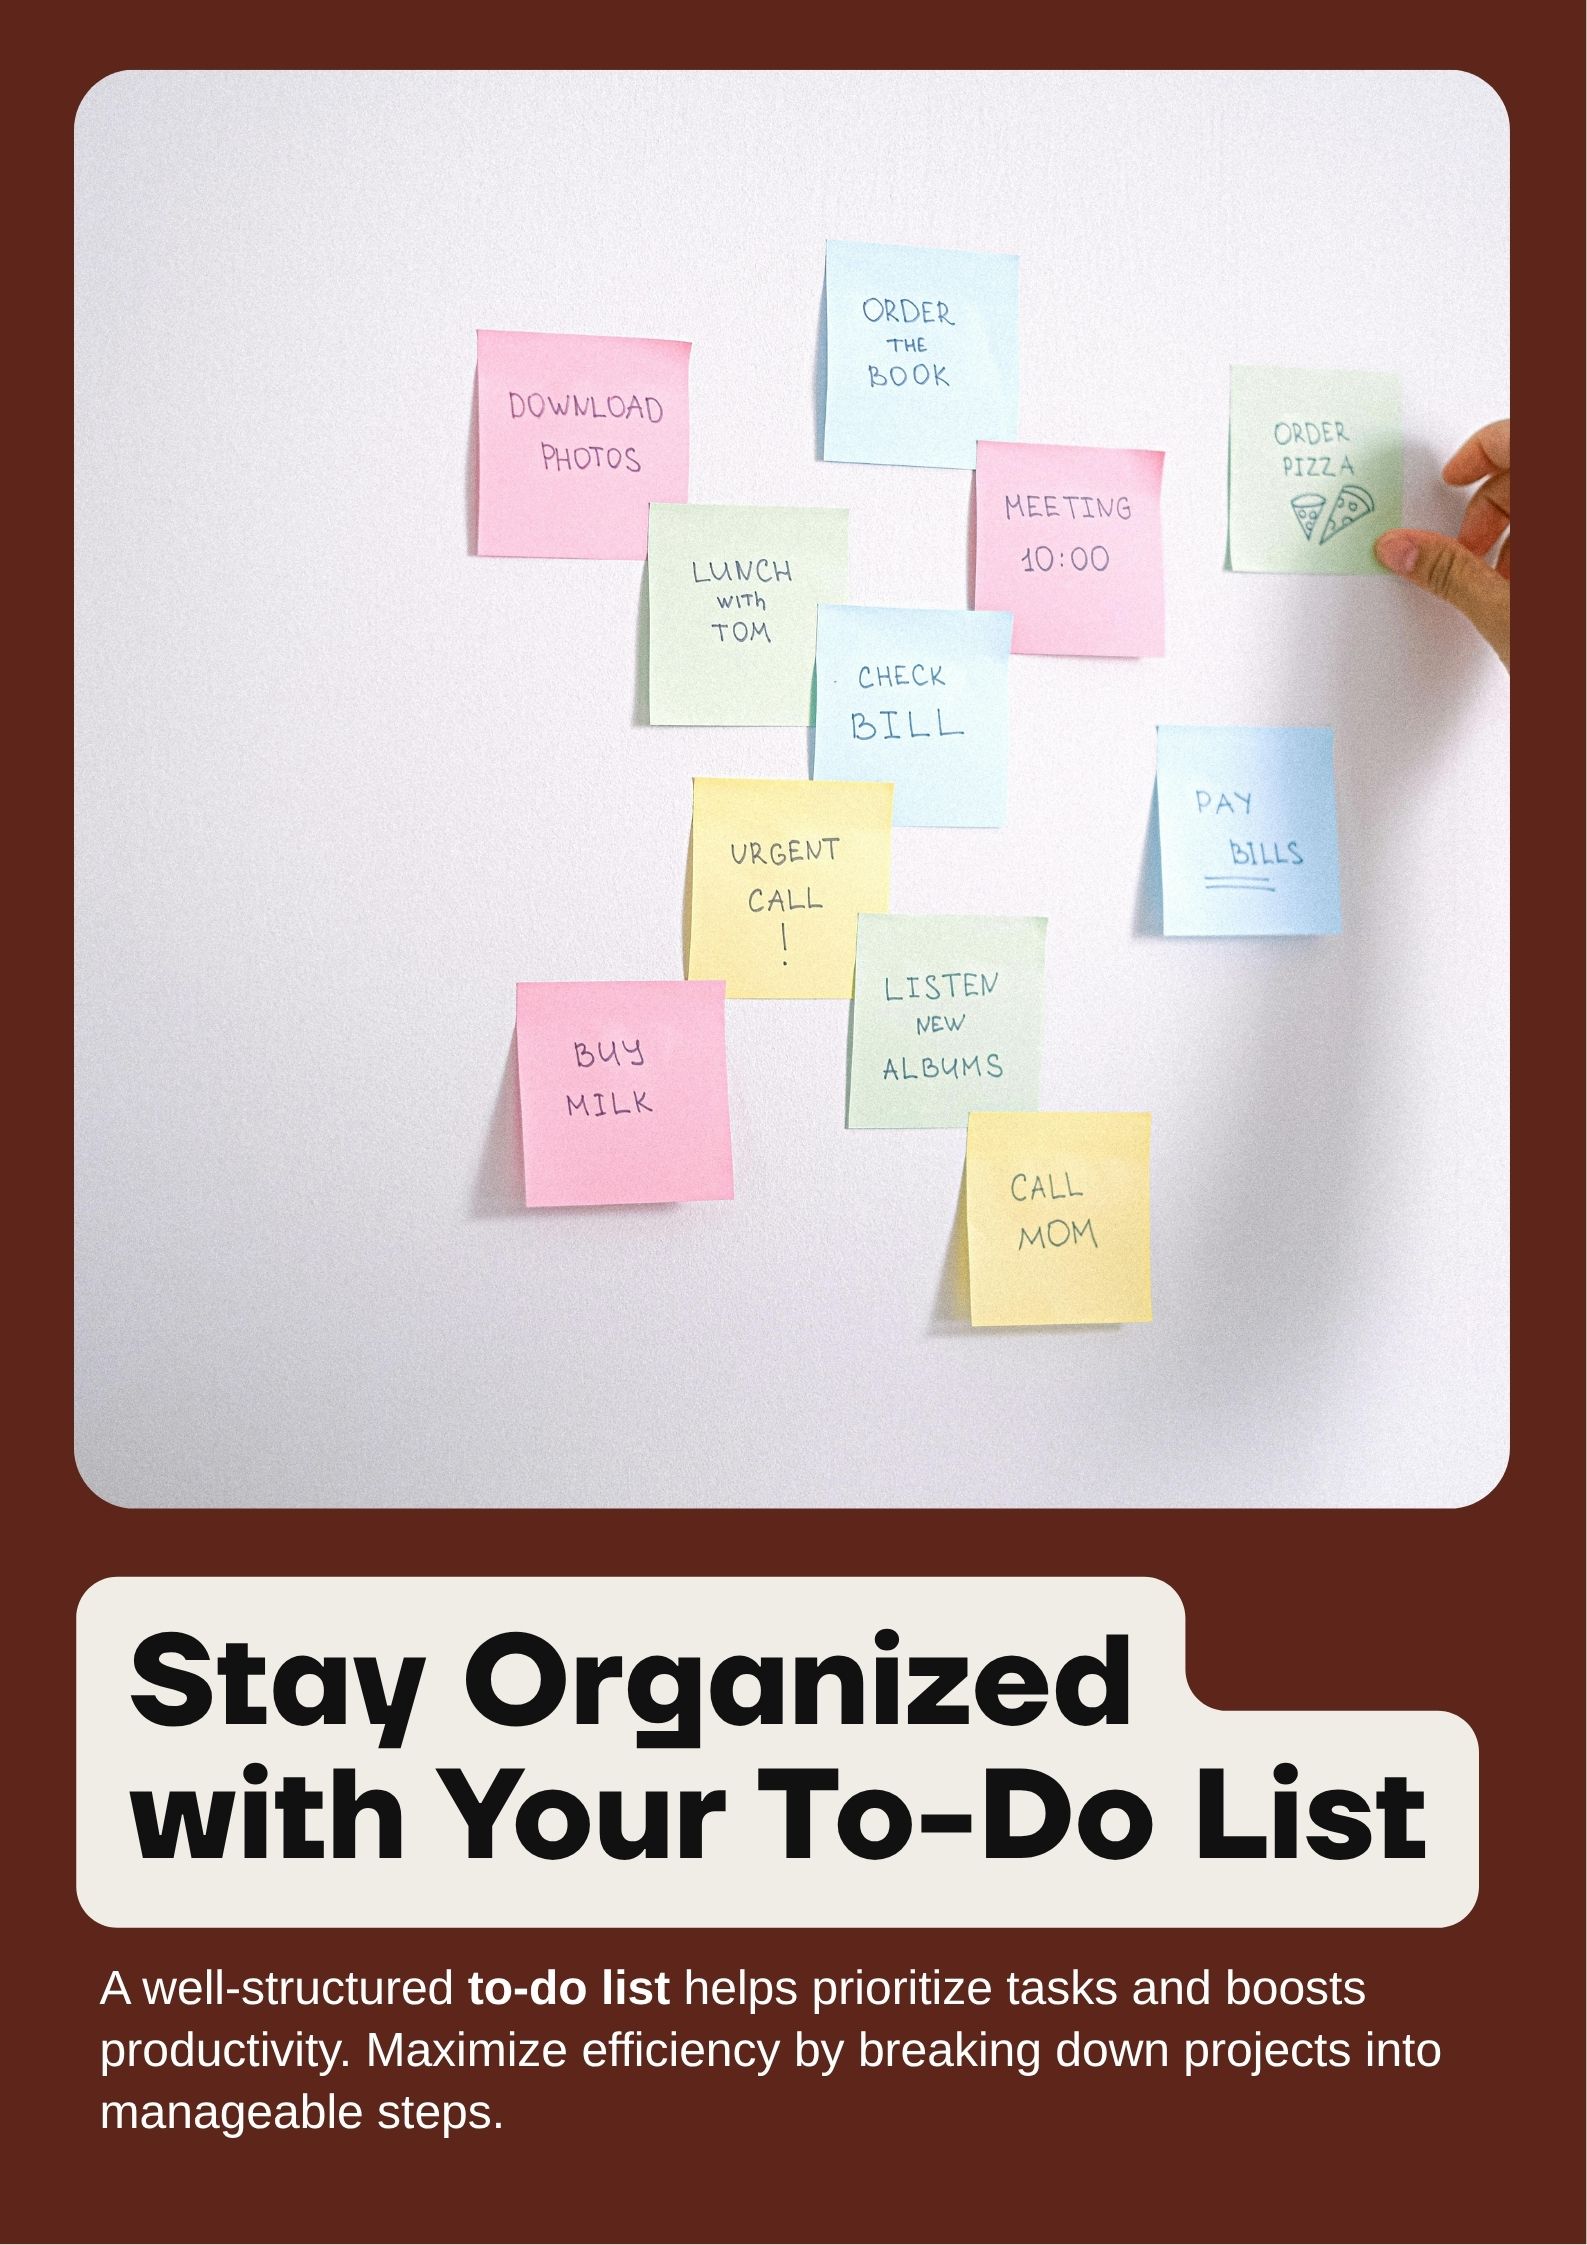 ORDER
THE
BOOK
DOWNLOAD
PHOTOS
ORDER
PIZZA
MEETING
10:00
LUNCH
with
TOM
CHECK
BILL
PAY
BILLS
URGENT
CALL
!
LISTEN
NEW
ALBUMS
BUY
MILK
CALL
MOM
Stay Organized
with Your To-Do List
A well-structured to-do list helps prioritize tasks and boosts
productivity. Maximize efficiency by breaking down projects into
manageable steps.